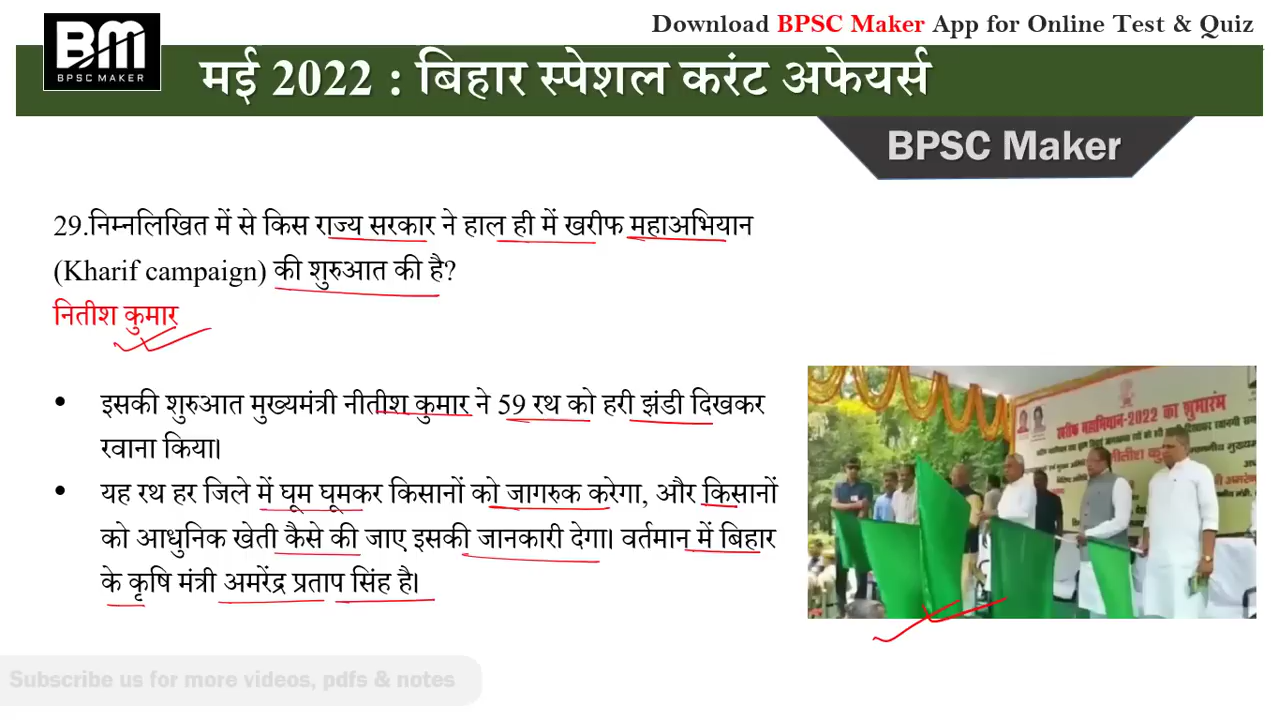 Download BPSC Maker App for Online Test & Quiz
BM
BPSC MAKER
मई 2022 : बिहार स्पेशल करंट अफेयर्स
BPSC Maker
29.निम्नलिखित में से किस राज्य सरकार ने हाल ही में खरीफ महाअभियान
(Kharif campaign) की शुरुआत की है?
नितीश कुमार
• इसकी शुरुआत मुख्यमंत्री नीतीश कुमार ने 59 रथ को हरी झंडी दिखकर
रवाना किया।
• यह रथ हर जिले में घूम घूमकर किसानों को जागरुक करेगा, और किसानों
को आधुनिक खेती कैसे की जाए इसकी जानकारी देगा। वर्तमान में बिहार
के कृषि मंत्री अमरेंद्र प्रताप सिंह है।
खरीफ महाभियान-2022 का शुभारंभ
Subscribe us for more videos, pdfs & notes